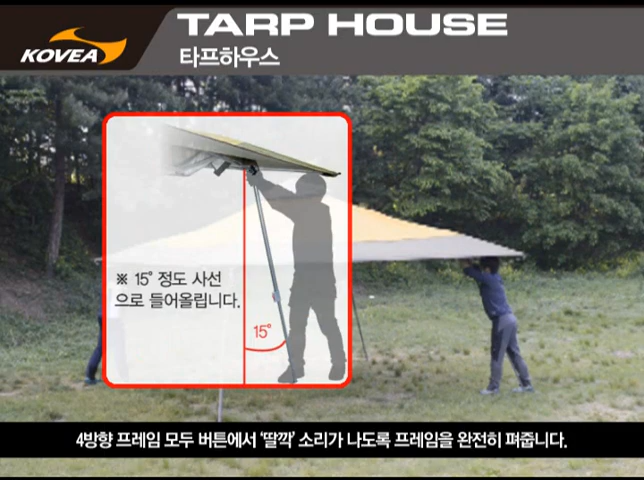 KOVEA
TARP HOUSE
타프하우스
※ 15° 정도 사선
으로 들어올립니다.
15°
4방향 프레임 모두 버튼에서 '딸깍' 소리가 나도록 프레임을 완전히 펴줍니다.